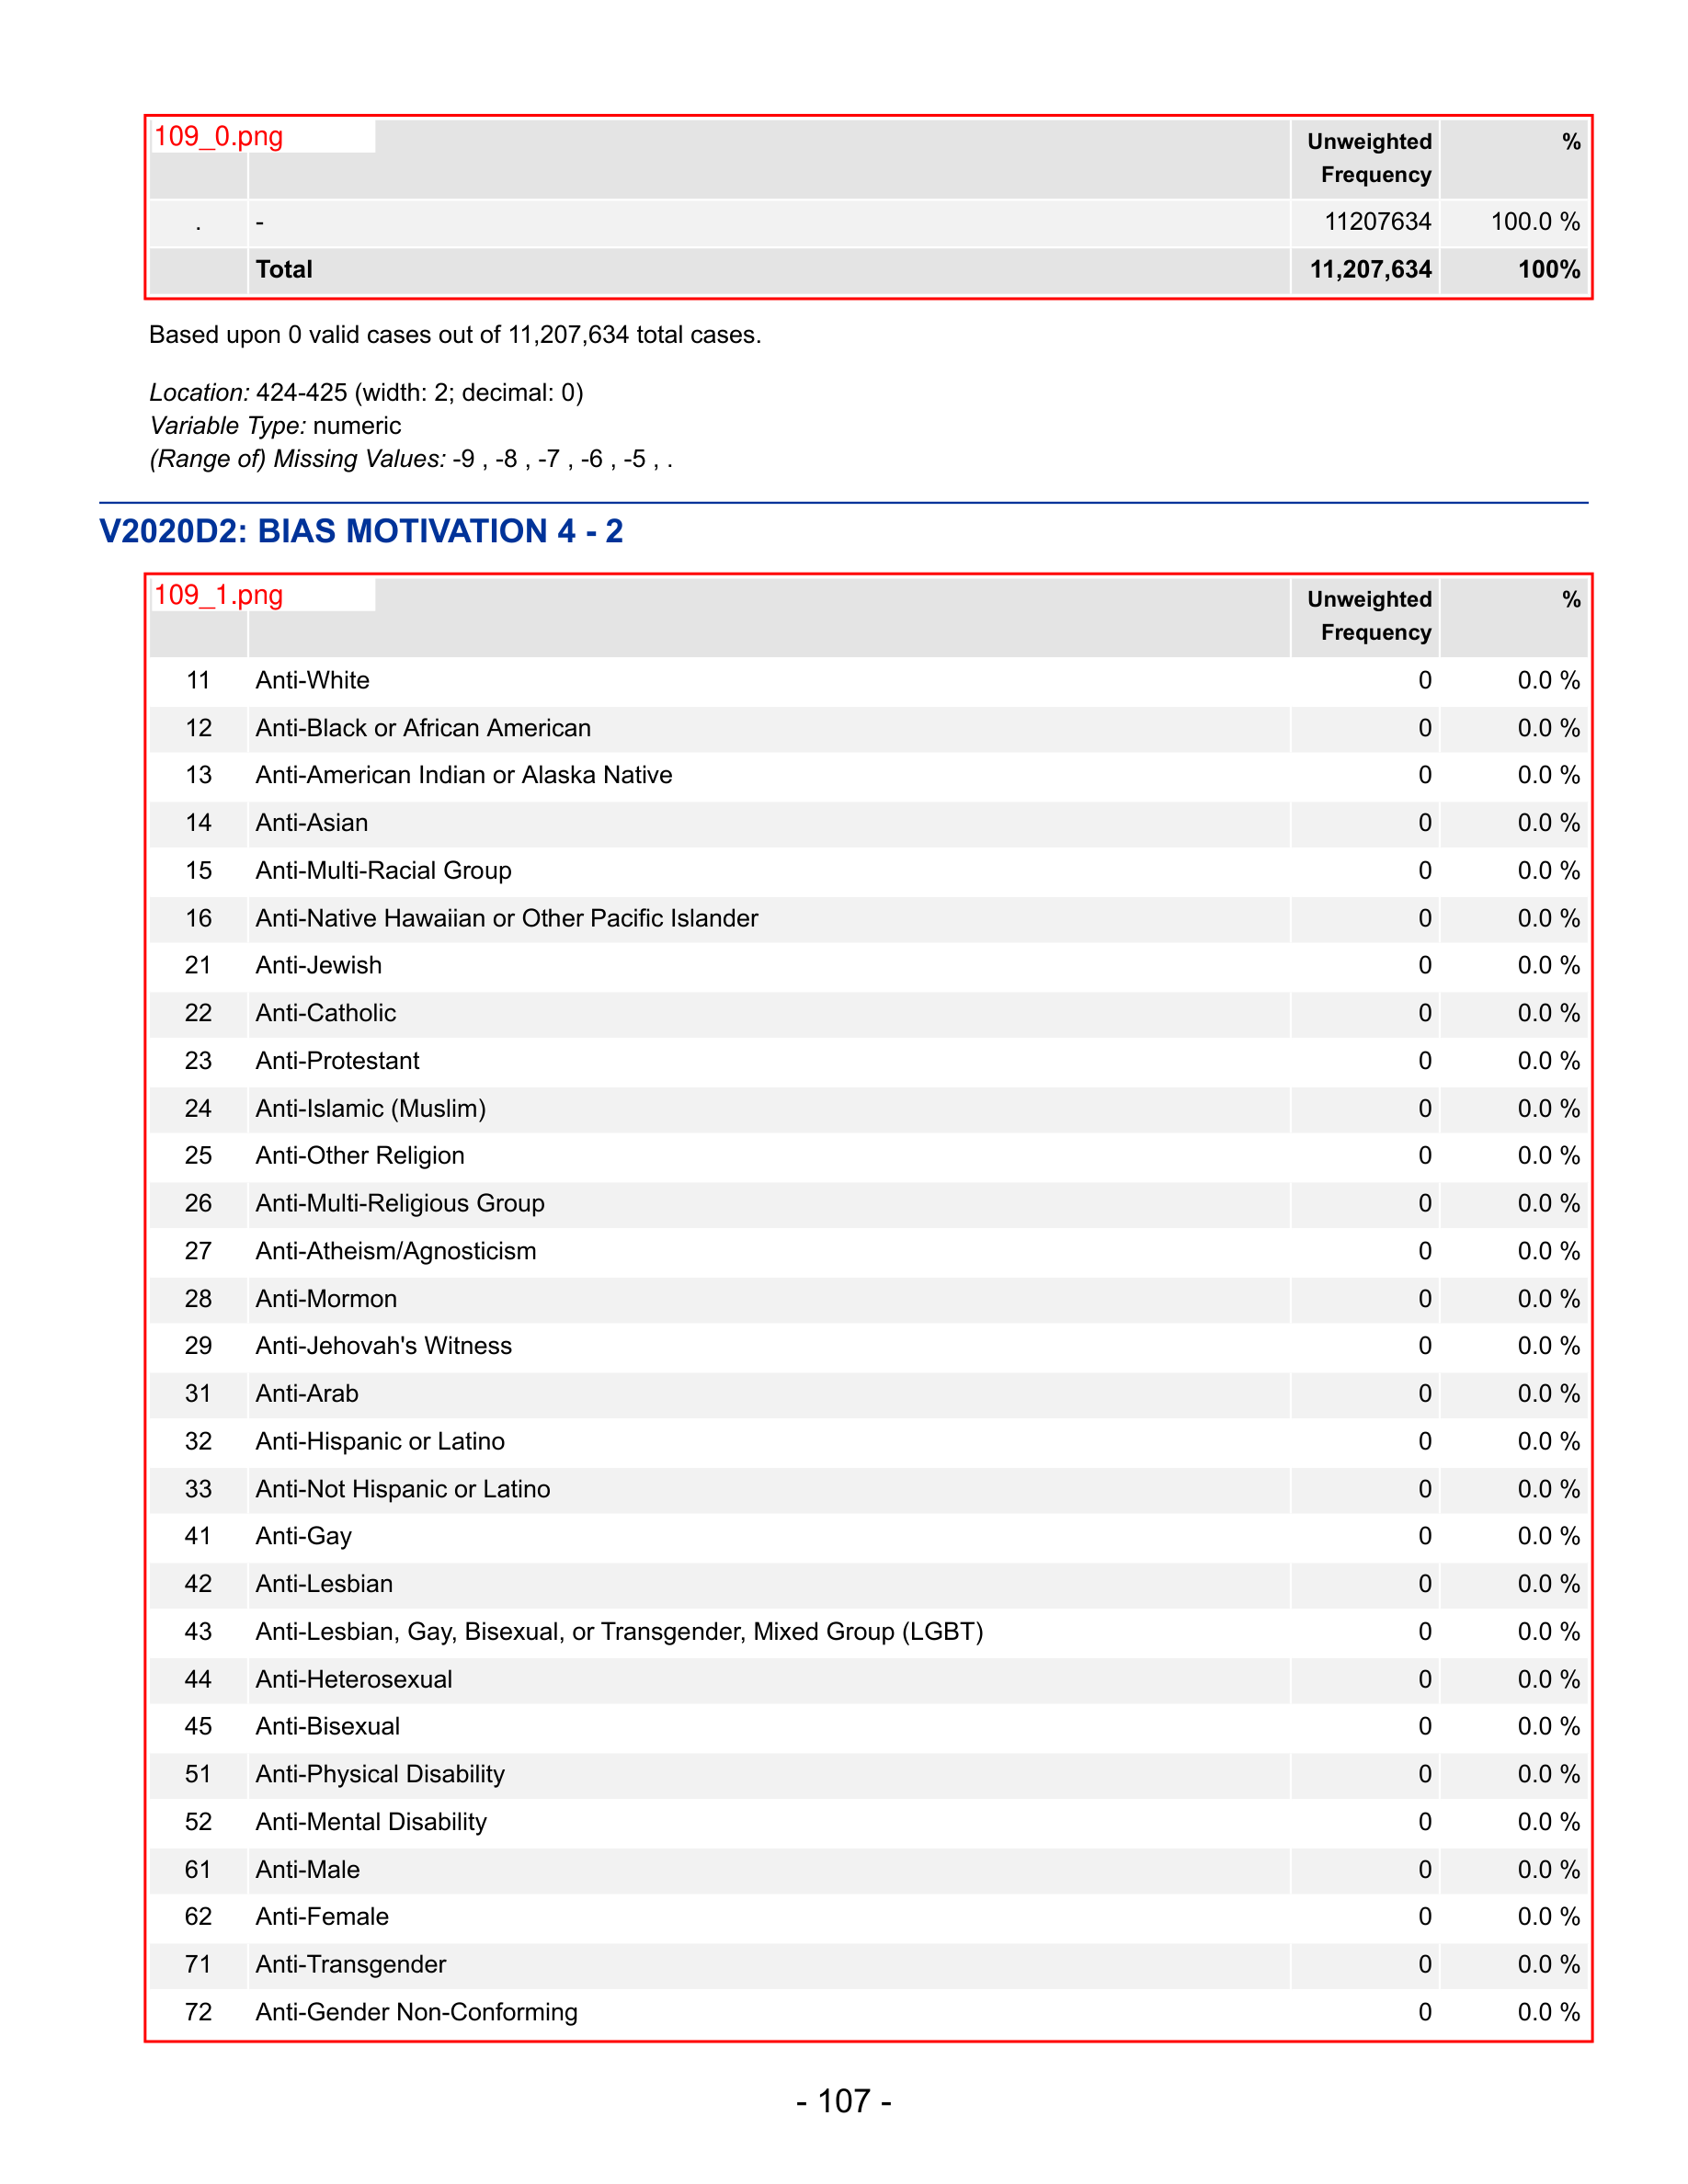 109_0.png
Unweighted Frequency %
. - 11207634 100.0 %
Total 11,207,634 100%
Based upon 0 valid cases out of 11,207,634 total cases.
Location: 424-425 (width: 2; decimal: 0)
Variable Type: numeric
(Range of) Missing Values: -9 , -8 , -7 , -6 , -5 , .
V2020D2: BIAS MOTIVATION 4 - 2
109_1.png
Unweighted Frequency %
11 Anti-White 0 0.0 %
12 Anti-Black or African American 0 0.0 %
13 Anti-American Indian or Alaska Native 0 0.0 %
14 Anti-Asian 0 0.0 %
15 Anti-Multi-Racial Group 0 0.0 %
16 Anti-Native Hawaiian or Other Pacific Islander 0 0.0 %
21 Anti-Jewish 0 0.0 %
22 Anti-Catholic 0 0.0 %
23 Anti-Protestant 0 0.0 %
24 Anti-Islamic (Muslim) 0 0.0 %
25 Anti-Other Religion 0 0.0 %
26 Anti-Multi-Religious Group 0 0.0 %
27 Anti-Atheism/Agnosticism 0 0.0 %
28 Anti-Mormon 0 0.0 %
29 Anti-Jehovah's Witness 0 0.0 %
31 Anti-Arab 0 0.0 %
32 Anti-Hispanic or Latino 0 0.0 %
33 Anti-Not Hispanic or Latino 0 0.0 %
41 Anti-Gay 0 0.0 %
42 Anti-Lesbian 0 0.0 %
43 Anti-Lesbian, Gay, Bisexual, or Transgender, Mixed Group (LGBT) 0 0.0 %
44 Anti-Heterosexual 0 0.0 %
45 Anti-Bisexual 0 0.0 %
51 Anti-Physical Disability 0 0.0 %
52 Anti-Mental Disability 0 0.0 %
61 Anti-Male 0 0.0 %
62 Anti-Female 0 0.0 %
71 Anti-Transgender 0 0.0 %
72 Anti-Gender Non-Conforming 0 0.0 %
- 107 -